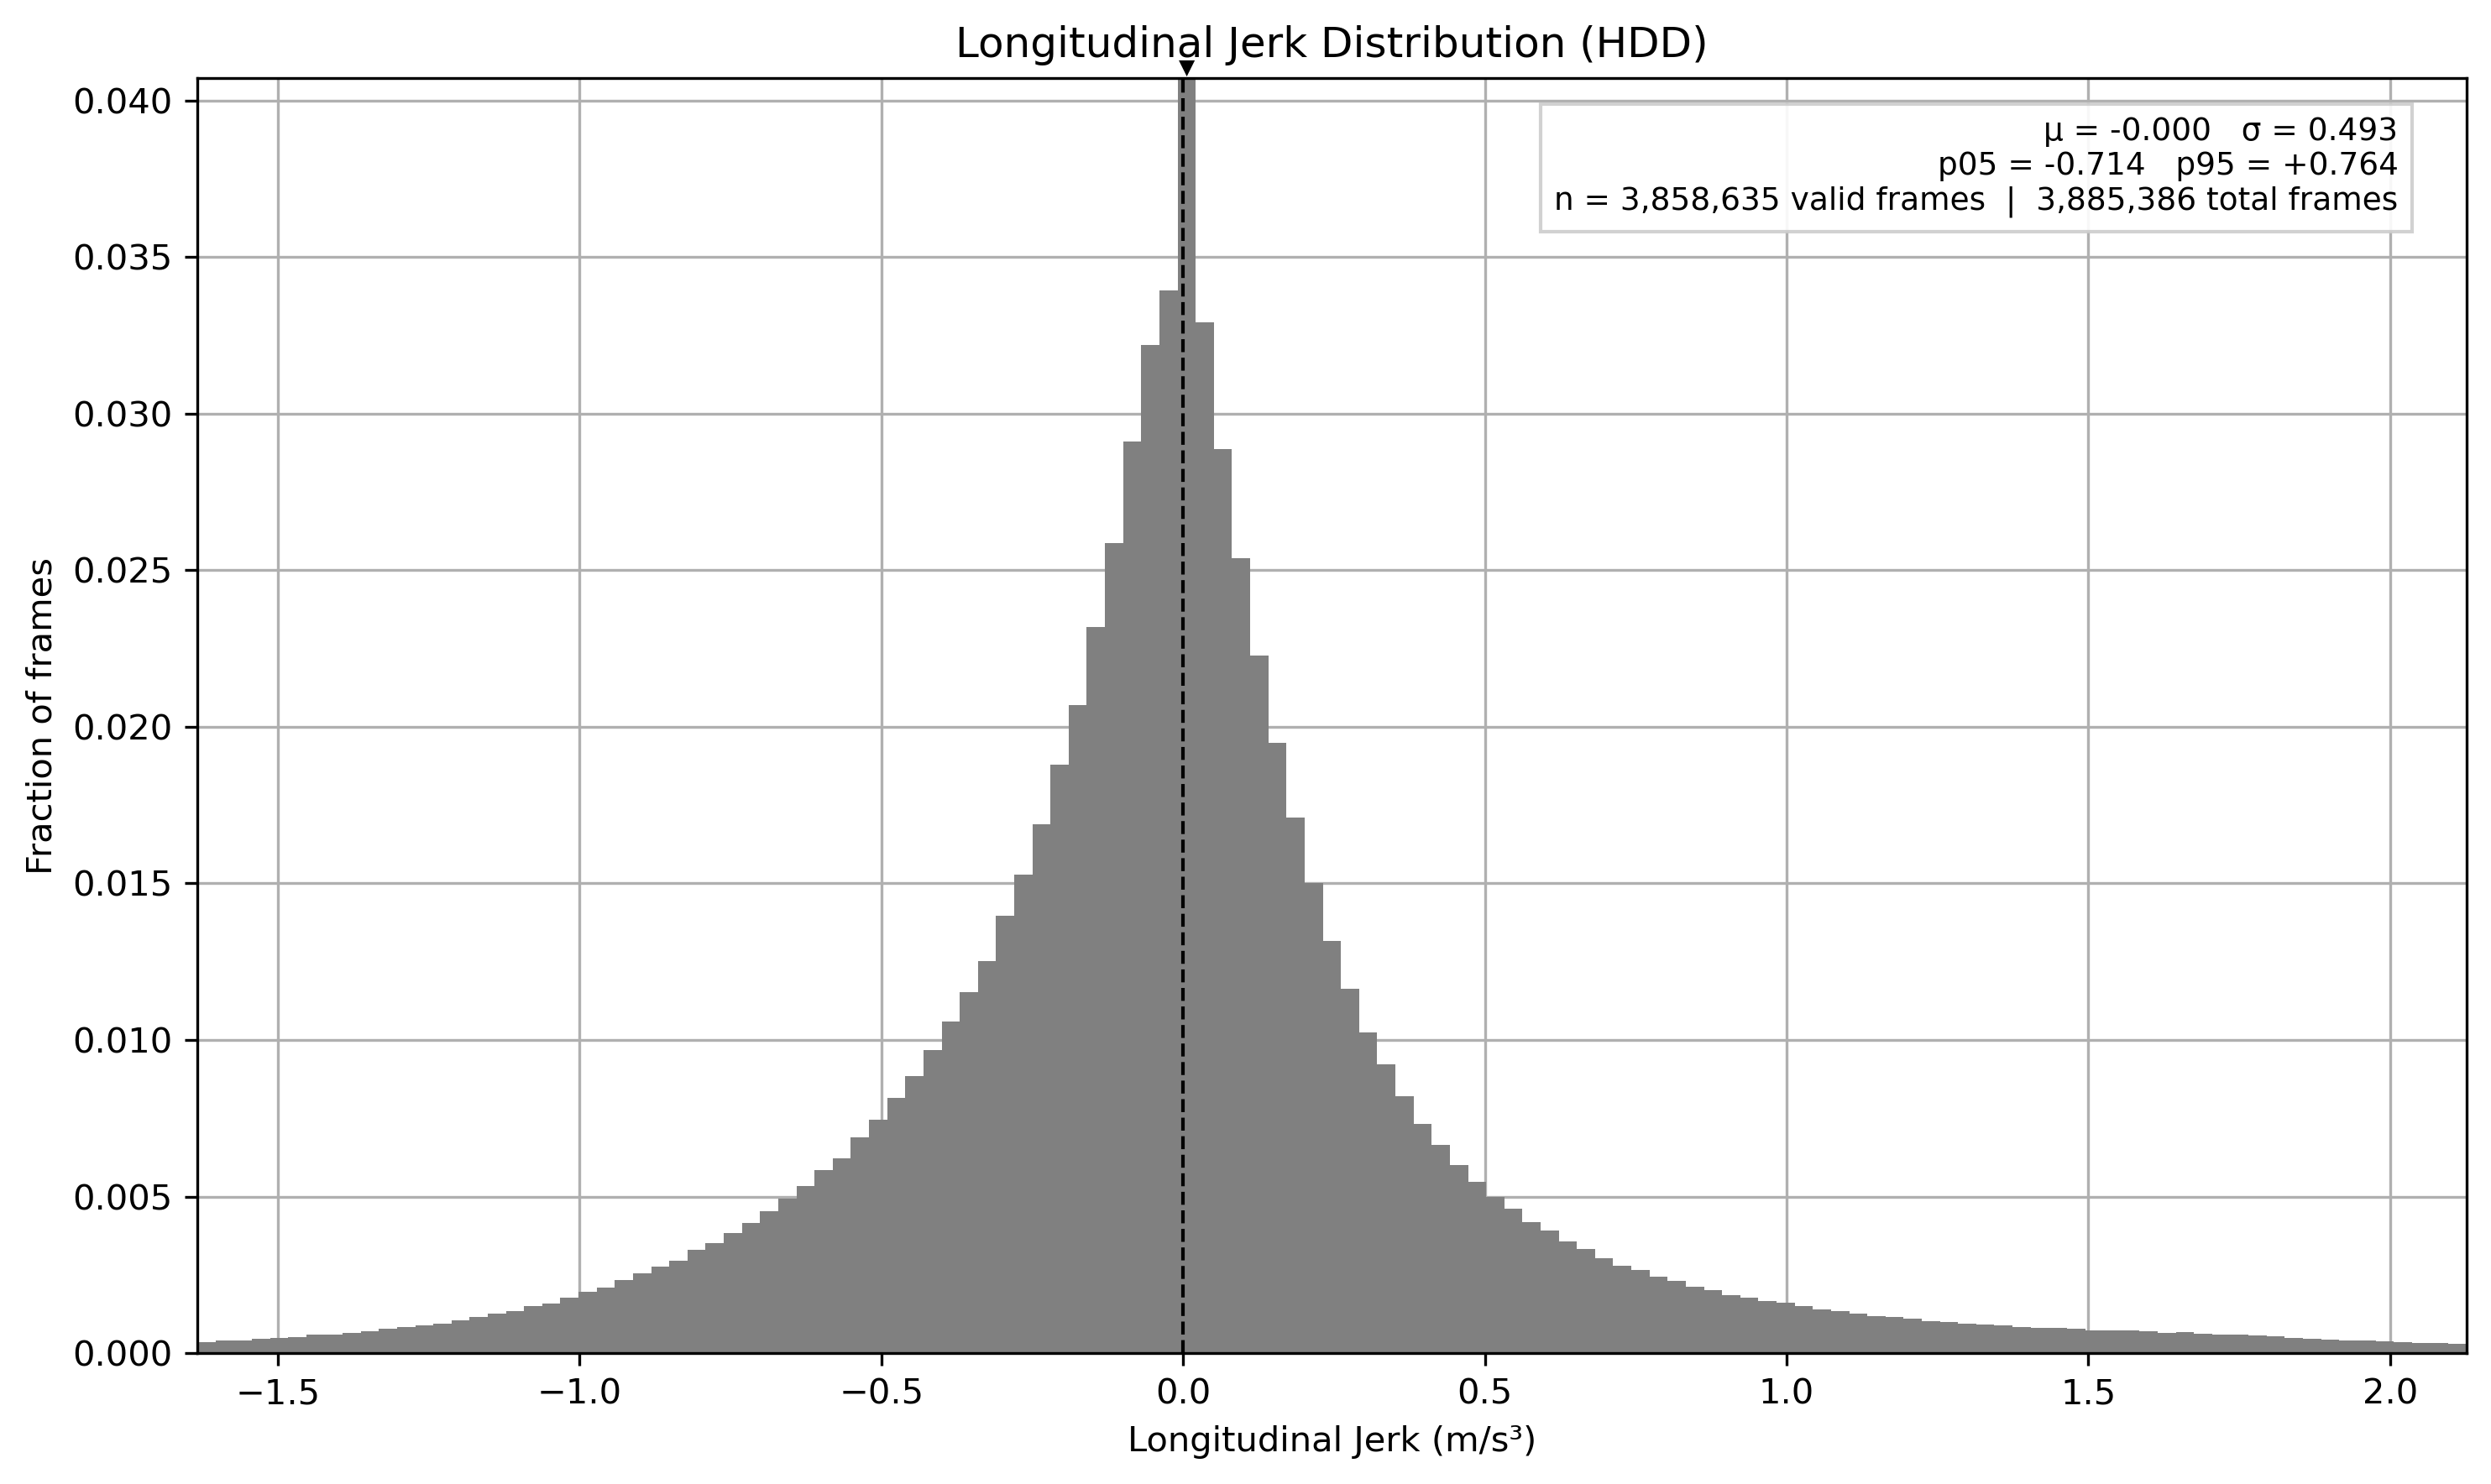 Longitudinal Jerk Distribution (HDD)
μ = -0.000   σ = 0.493
p05 = -0.714   p95 = +0.764
n = 3,858,635 valid frames  |  3,885,386 total frames
Fraction of frames
0.040
0.035
0.030
0.025
0.020
0.015
0.010
0.005
0.000
−1.5
−1.0
−0.5
0.0
0.5
1.0
1.5
2.0
Longitudinal Jerk (m/s³)